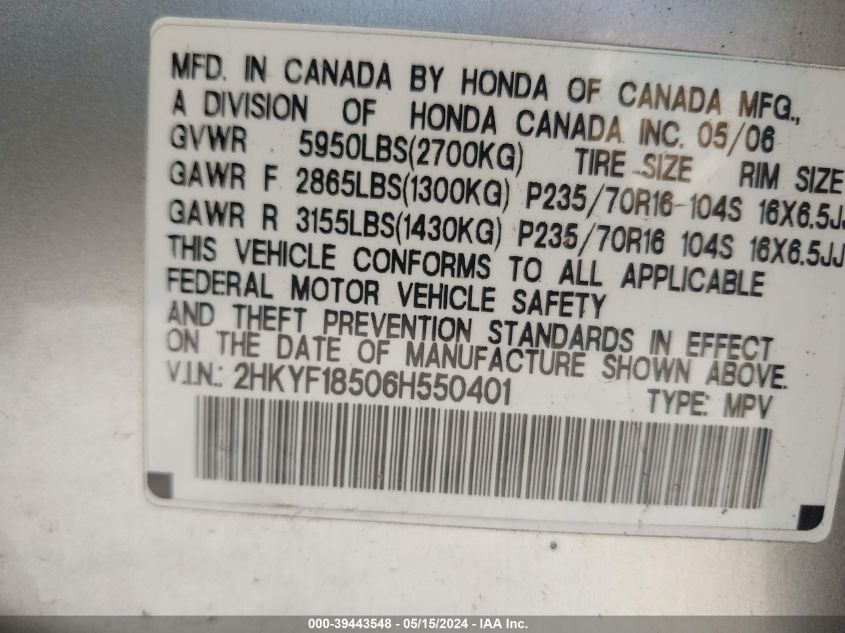 MFD. IN CANADA BY HONDA OF CANADA MFG.,
A DIVISION OF HONDA CANADA INC. 05/06
GVWR 5950LBS(2700KG) TIRE SIZE RIM SIZE
GAWR F 2865LBS(1300KG) P235/70R16 104S 16X6.5JJ
GAWR R 3155LBS(1430KG) P235/70R16 104S 16X6.5JJ
THIS VEHICLE CONFORMS TO ALL APPLICABLE
FEDERAL MOTOR VEHICLE SAFETY
AND THEFT PREVENTION STANDARDS IN EFFECT
ON THE DATE OF MANUFACTURE SHOWN ABOVE.
V.I.N.: 2HKYF18506H550401 TYPE: MPV
000-39443548 - 05/15/2024 - IAA Inc.